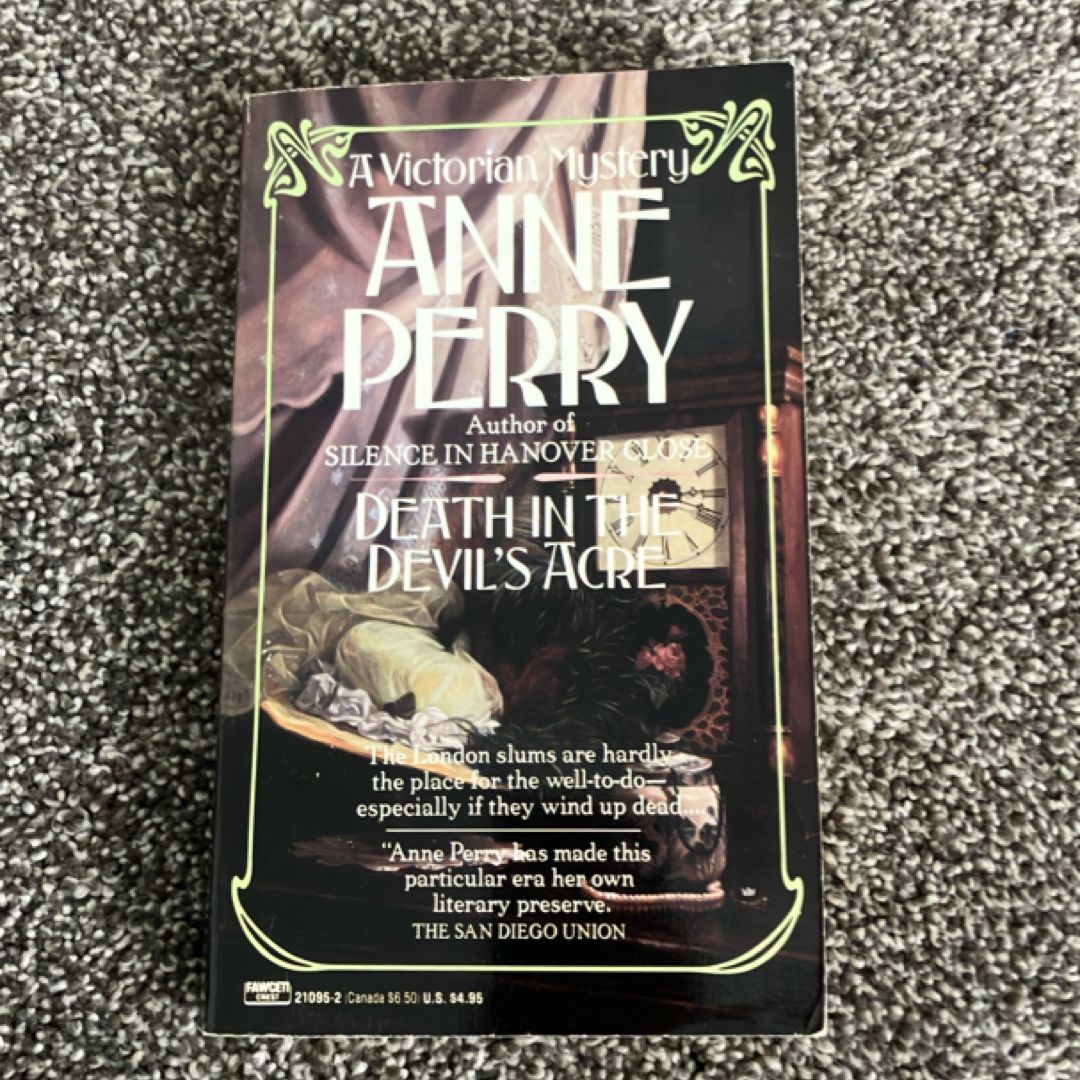 A Victorian Mystery
ANNE
PERRY
Author of
SILENCE IN HANOVER CLOSE
DEATH IN THE
DEVIL'S ACRE
The London slums are hardly
the place for the well-to-do—
especially if they wind up dead....
"Anne Perry has made this
particular era her own
literary preserve.
THE SAN DIEGO UNION
FAWCETT
CREST
21095-2 (Canada $6.50) U.S. $4.95